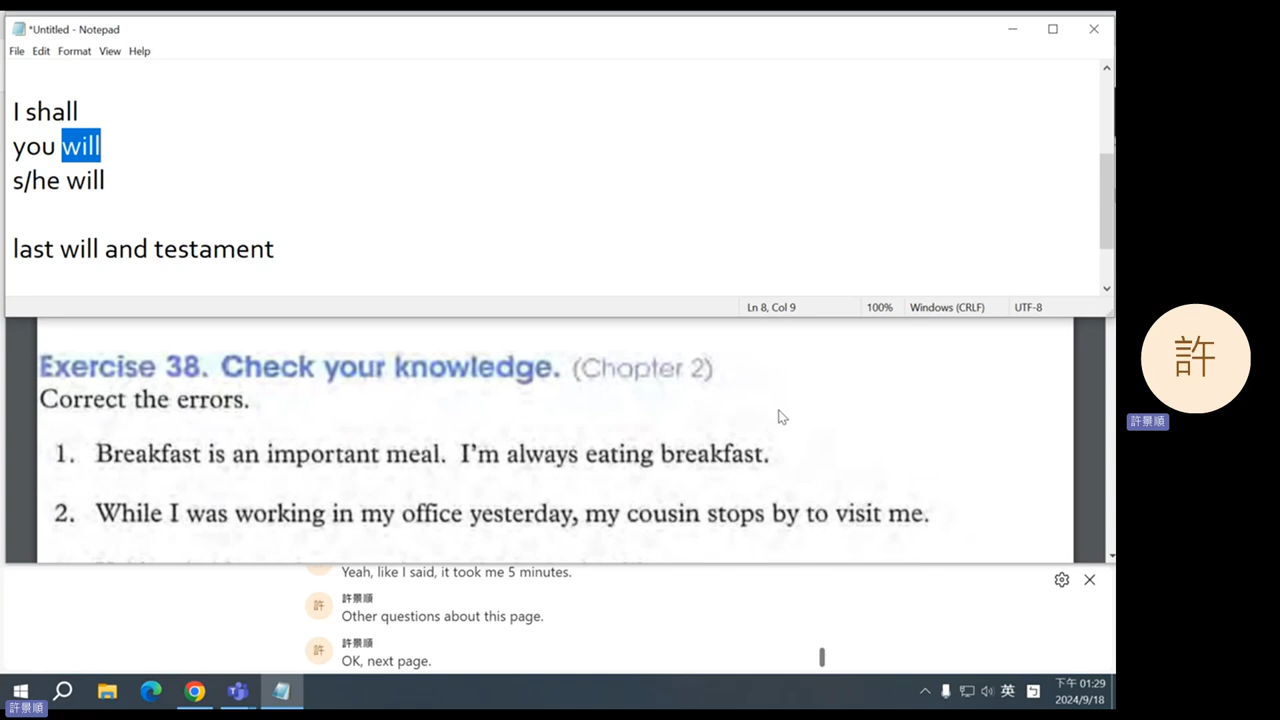 *Untitled - Notepad
File Edit Format View Help
I shall
you will
s/he will
last will and testament
Ln 8, Col 9 100% Windows (CRLF) UTF-8
Exercise 38. Check your knowledge. (Chapter 2)
Correct the errors.
1. Breakfast is an important meal. I'm always eating breakfast.
2. While I was working in my office yesterday, my cousin stops by to visit me.
Yeah, like I said, it took me 5 minutes.
許 許景順
Other questions about this page.
許 許景順
OK, next page.
英 ㄅ 下午 01:29
2024/9/18
許景順
許
許景順